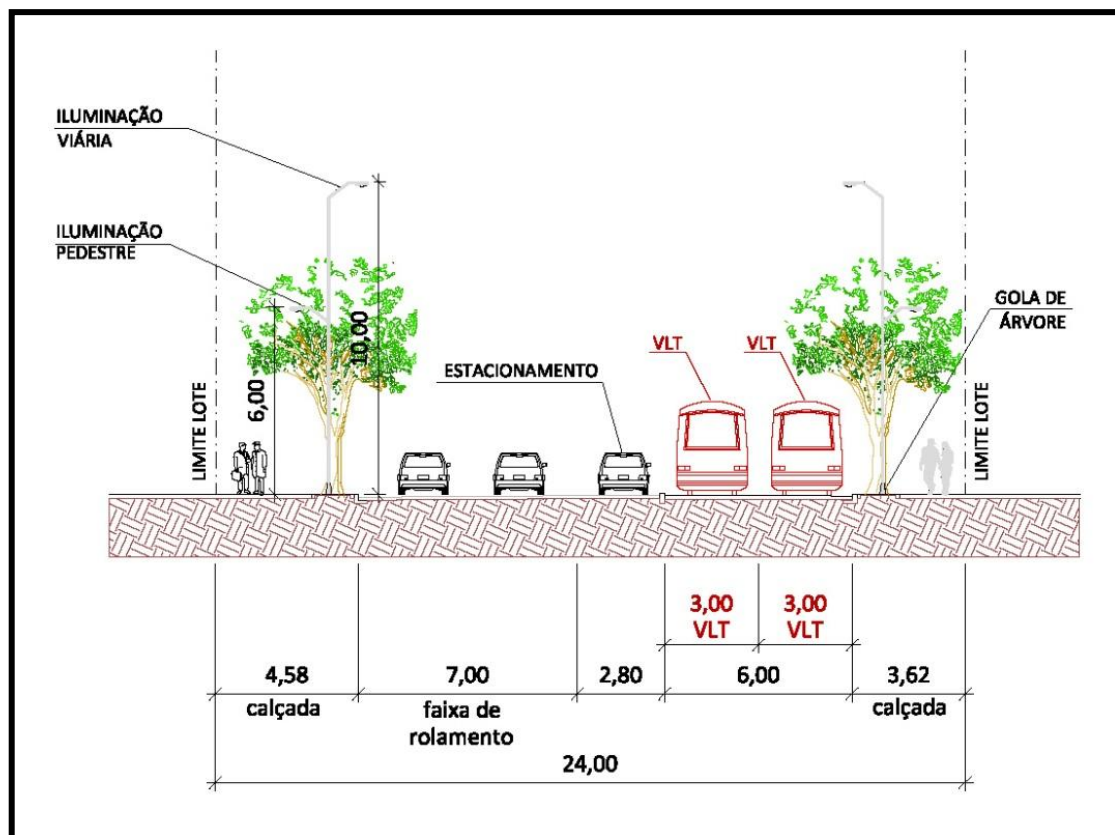 ILUMINAÇÃO
VIÁRIA
ILUMINAÇÃO
PEDESTRE
10,00
6,00
LIMITE LOTE
ESTACIONAMENTO
VLT
VLT
GOLA DE
ÁRVORE
LIMITE LOTE
3,00
VLT
3,00
VLT
4,58
calçada
7,00
faixa de
rolamento
2,80
6,00
3,62
calçada
24,00